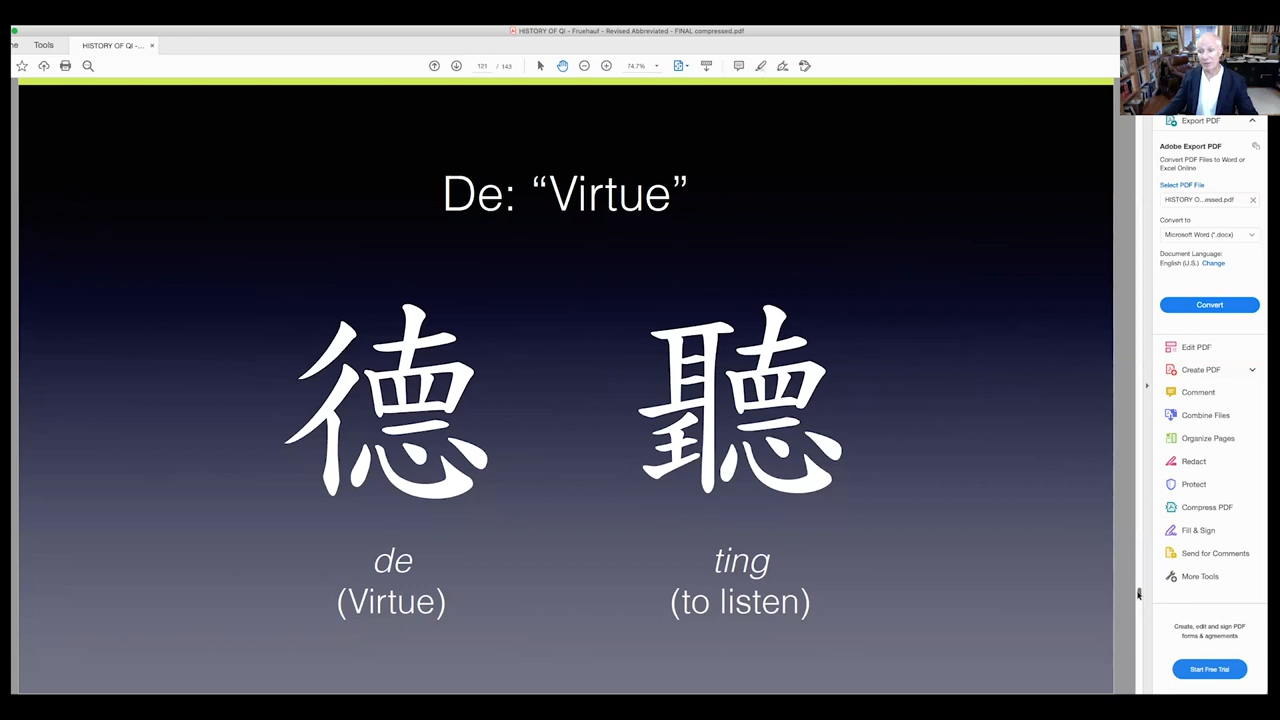 HISTORY OF QI - Fruehauf - Revised Abbreviated - FINAL compressed.pdf
ne
Tools
HISTORY OF QI -...
×
121 / 143
74.7%
De: “Virtue”
德
聽
de
(Virtue)
ting
(to listen)
Export PDF
Adobe Export PDF
Convert PDF Files to Word or
Excel Online
Select PDF File
HISTORY O...essed.pdf
Convert to
Microsoft Word (*.docx)
Document Language:
English (U.S.) Change
Convert
Edit PDF
Create PDF
Comment
Combine Files
Organize Pages
Redact
Protect
Compress PDF
Fill & Sign
Send for Comments
More Tools
Create, edit and sign PDF
forms & agreements
Start Free Trial